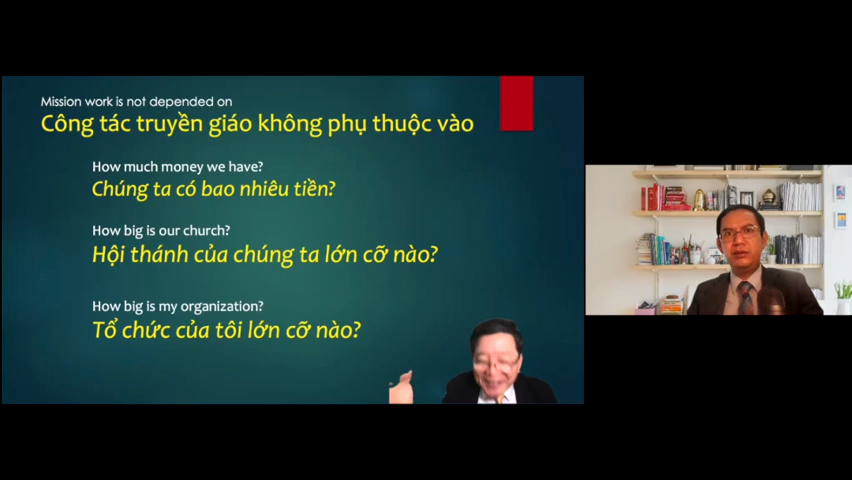 Mission work is not depended on
Công tác truyền giáo không phụ thuộc vào
How much money we have?
Chúng ta có bao nhiêu tiền?
How big is our church?
Hội thánh của chúng ta lớn cỡ nào?
How big is my organization?
Tổ chức của tôi lớn cỡ nào?